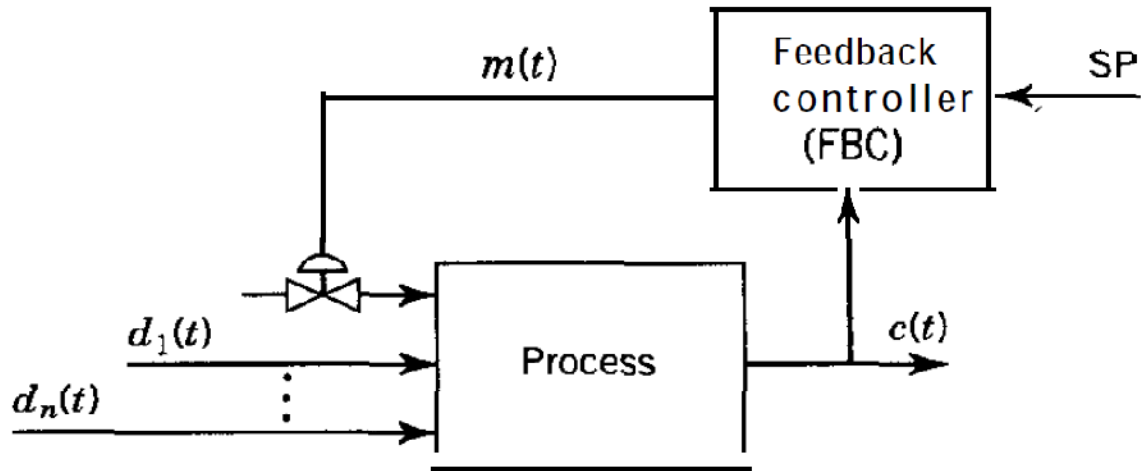 m(t)
Feedback
controller
(FBC)
SP
d₁(t)
dₙ(t)
Process
c(t)